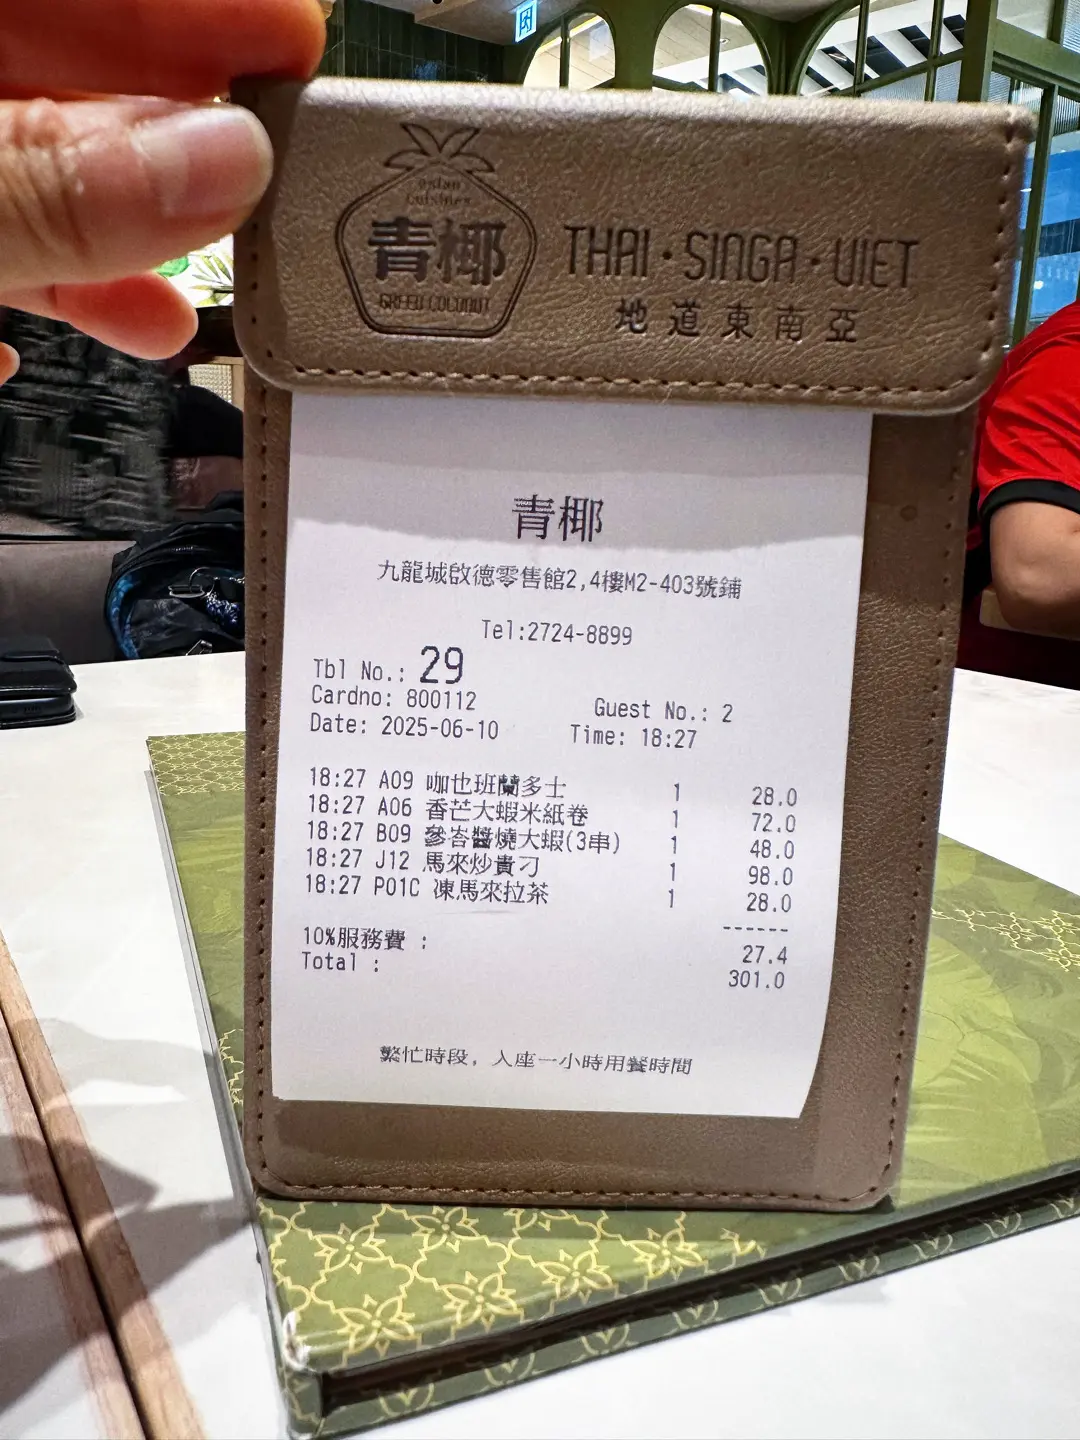 asian
cuisines
青椰
GREEN COCONUT
THAI·SINGA·VIET
地道東南亞
青椰
九龍城啟德零售館2,4樓M2-403號鋪
Tel:2724-8899
Tbl No.: 29
Cardno: 800112 Guest No.: 2
Date: 2025-06-10 Time: 18:27
18:27 A09 咖也班蘭多士 1 28.0
18:27 A06 香芒大蝦米紙卷 1 72.0
18:27 B09 參峇醬燒大蝦(3串) 1 48.0
18:27 J12 馬來炒貴刁 1 98.0
18:27 P01C 凍馬來拉茶 1 28.0
------
10%服務費 : 27.4
Total : 301.0
繁忙時段，入座一小時用餐時間